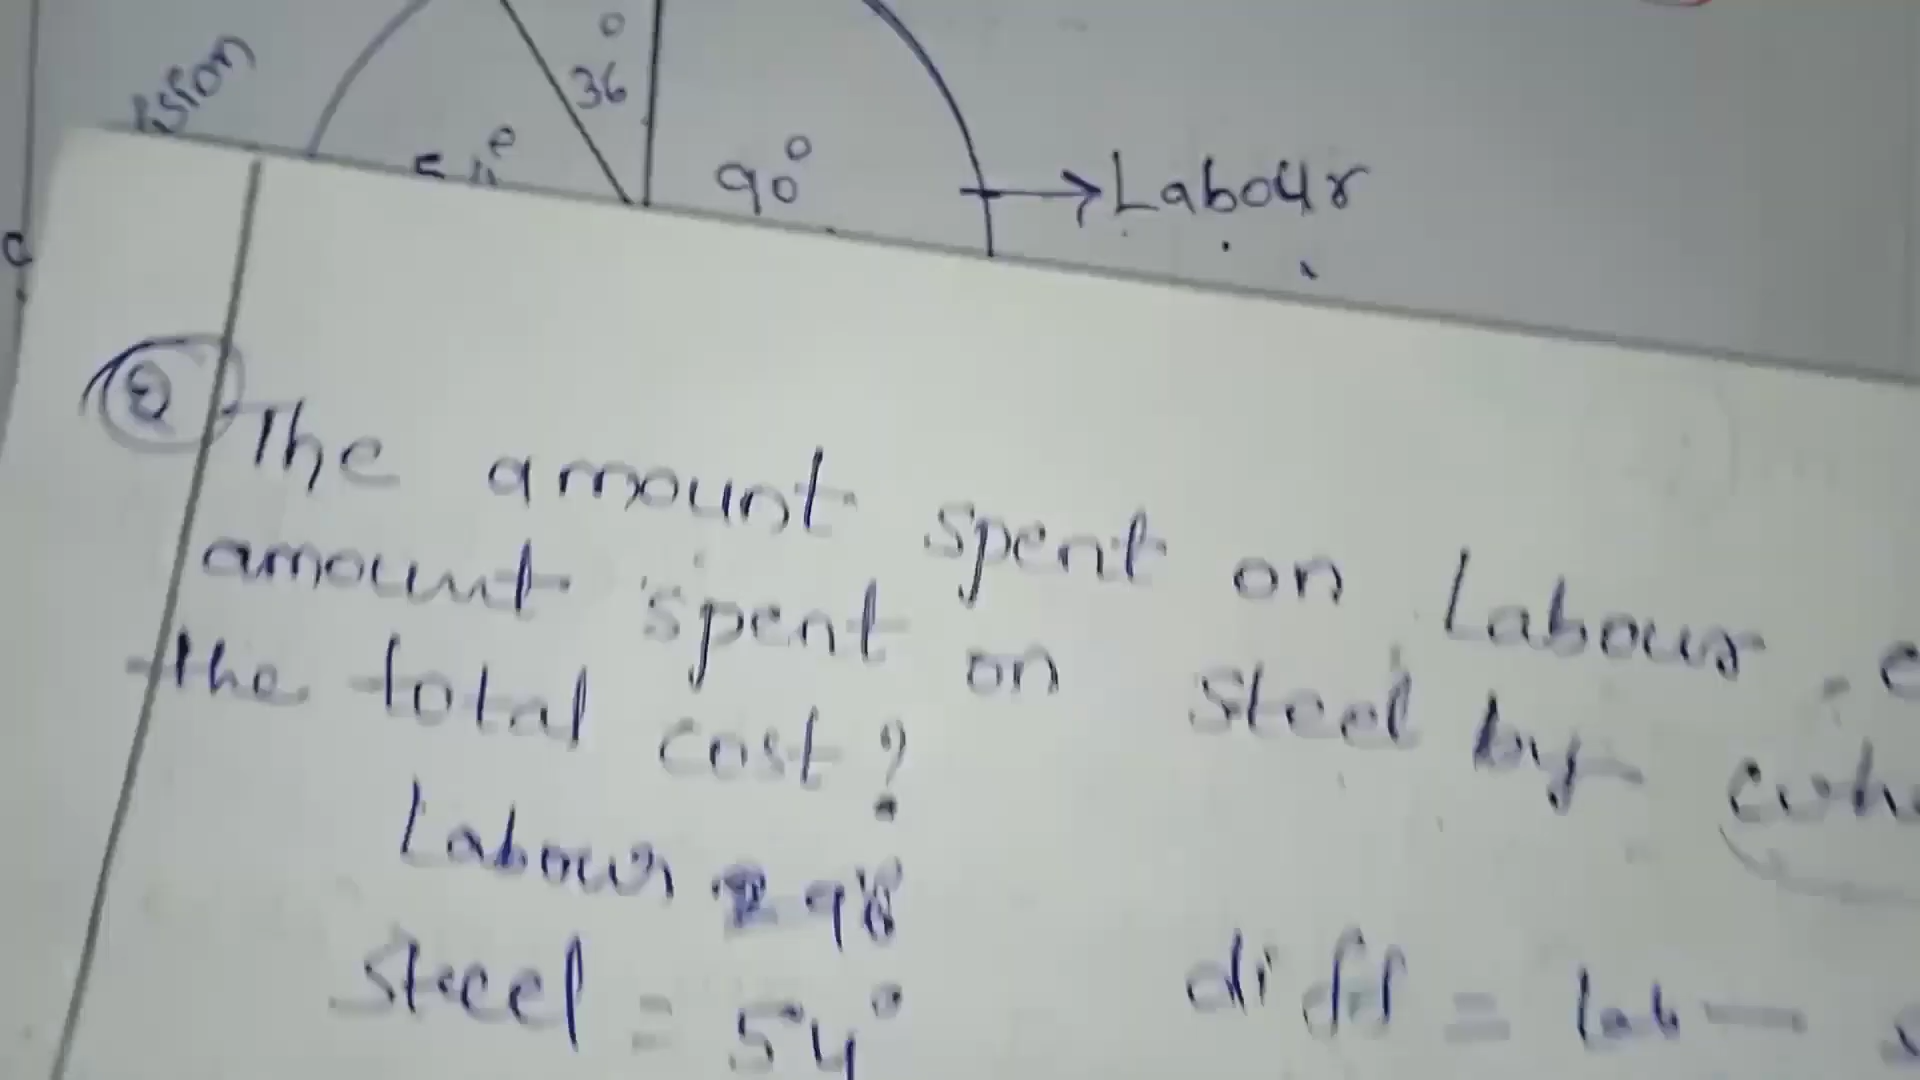 36°
90°
Labour
Q The amount spent on Labour
amount spent on Steel by
the total cost?
Labour = 90°
Steel = 54°
diff = lab -